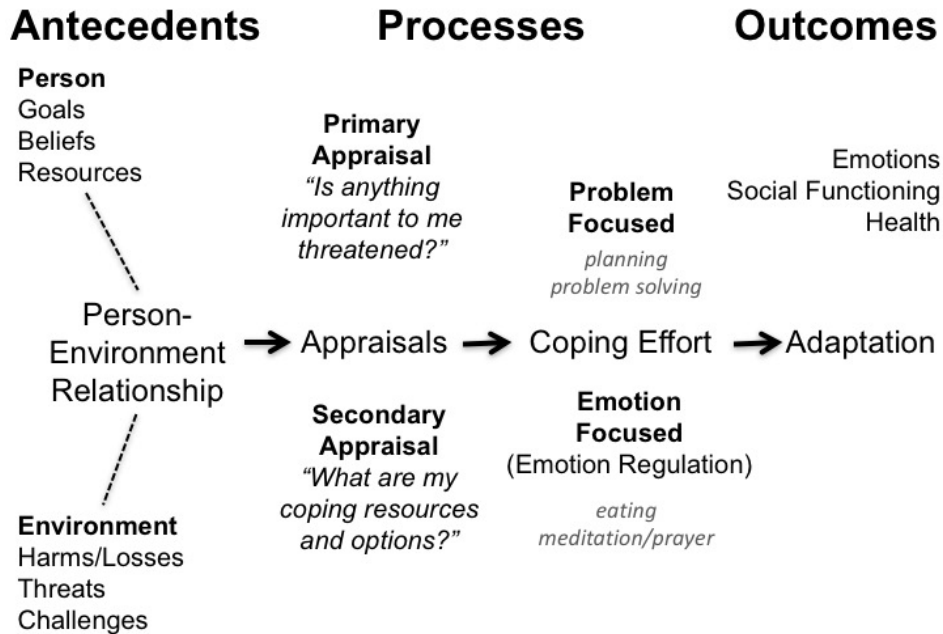 Antecedents
Processes
Outcomes
Person
Goals
Beliefs
Resources
Primary
Appraisal
“Is anything
important to me
threatened?”
Problem
Focused
planning
problem solving
Emotions
Social Functioning
Health
Person-
Environment
Relationship
Appraisals
Coping Effort
Adaptation
Secondary
Appraisal
“What are my
coping resources
and options?”
Emotion
Focused
(Emotion Regulation)
eating
meditation/prayer
Environment
Harms/Losses
Threats
Challenges